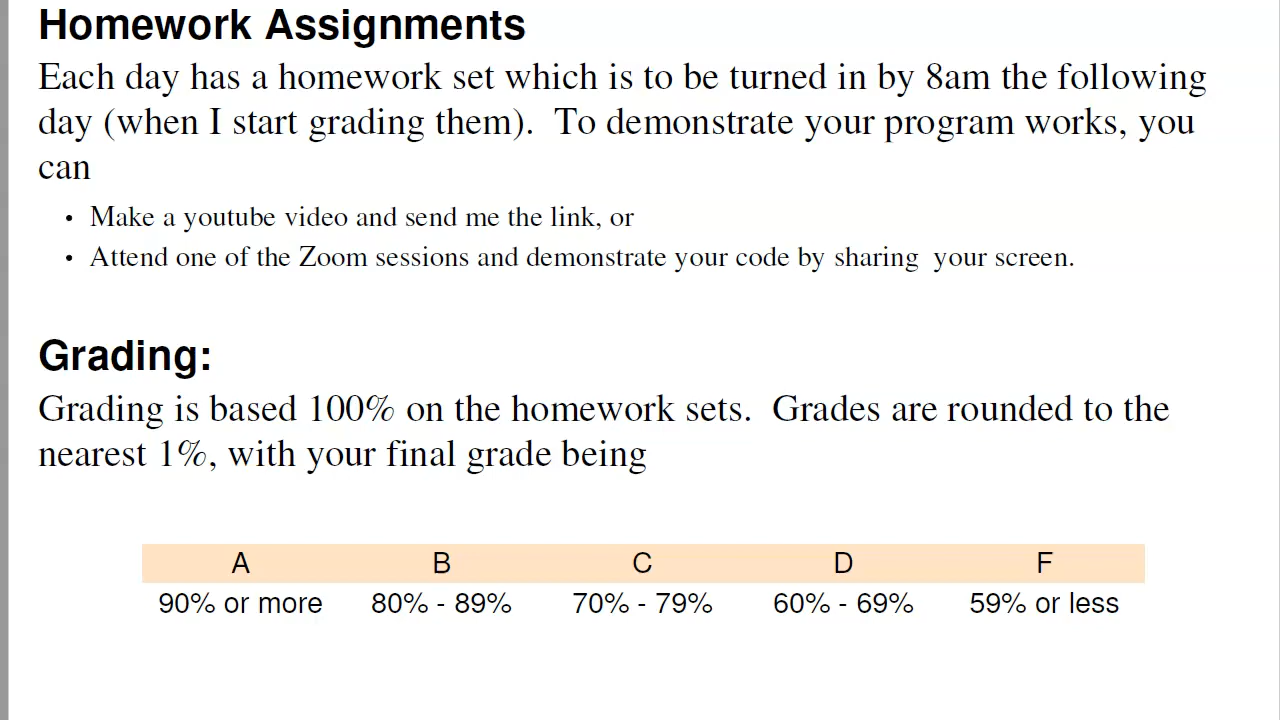 Homework Assignments
Each day has a homework set which is to be turned in by 8am the following
day (when I start grading them).  To demonstrate your program works, you
can
• Make a youtube video and send me the link, or
• Attend one of the Zoom sessions and demonstrate your code by sharing  your screen.
Grading:
Grading is based 100% on the homework sets.  Grades are rounded to the
nearest 1%, with your final grade being
A B C D F
90% or more 80% - 89% 70% - 79% 60% - 69% 59% or less